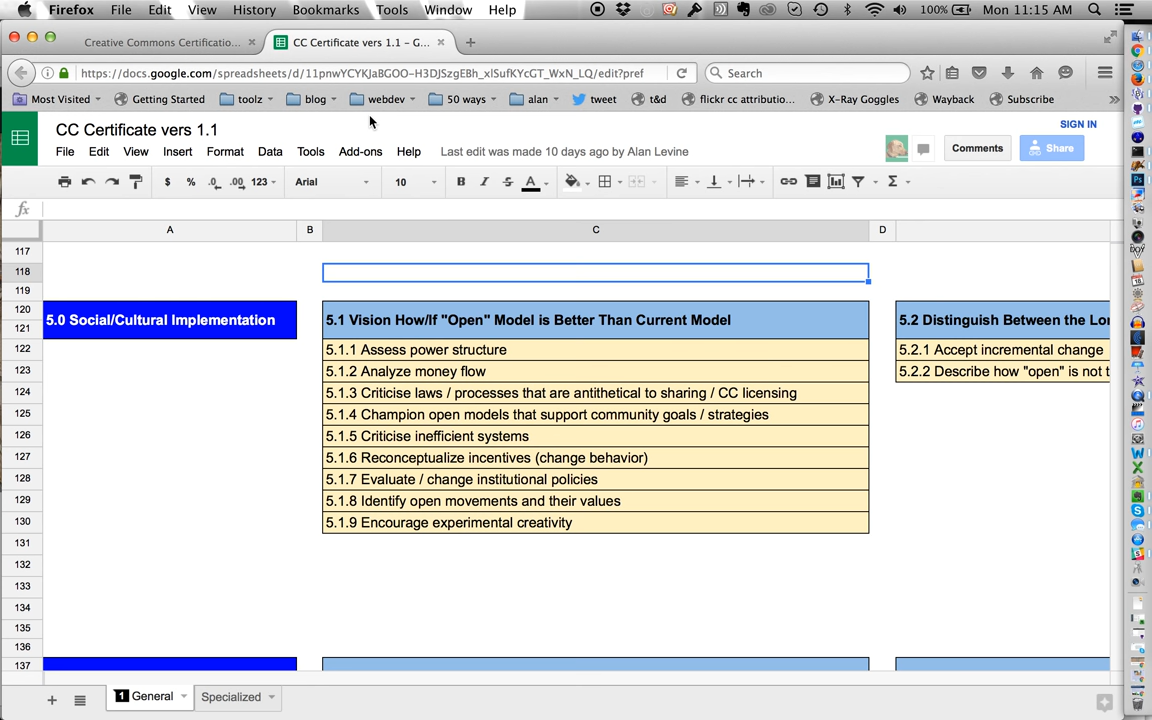 Firefox File Edit View History Bookmarks Tools Window Help 100% Mon 11:15 AM
Creative Commons Certificatio... CC Certificate vers 1.1 – G...
https://docs.google.com/spreadsheets/d/11pnwYCYKJaBGOO-H3DJSzgEBh_xlSufKYcGT_WxN_LQ/edit?pref Search
Most Visited Getting Started toolz blog webdev 50 ways alan tweet t&d flickr cc attributio... X-Ray Goggles Wayback Subscribe
SIGN IN
CC Certificate vers 1.1
File Edit View Insert Format Data Tools Add-ons Help Last edit was made 10 days ago by Alan Levine Comments Share
$ % .0 .00 123 Arial 10 B I S A Σ
fx
A B C D
117
118
119
120 5.0 Social/Cultural Implementation 5.1 Vision How/If "Open" Model is Better Than Current Model 5.2 Distinguish Between the Lo
121
122 5.1.1 Assess power structure 5.2.1 Accept incremental change
123 5.1.2 Analyze money flow 5.2.2 Describe how "open" is not t
124 5.1.3 Criticise laws / processes that are antithetical to sharing / CC licensing
125 5.1.4 Champion open models that support community goals / strategies
126 5.1.5 Criticise inefficient systems
127 5.1.6 Reconceptualize incentives (change behavior)
128 5.1.7 Evaluate / change institutional policies
129 5.1.8 Identify open movements and their values
130 5.1.9 Encourage experimental creativity
131
132
133
134
135
136
137
1 General Specialized